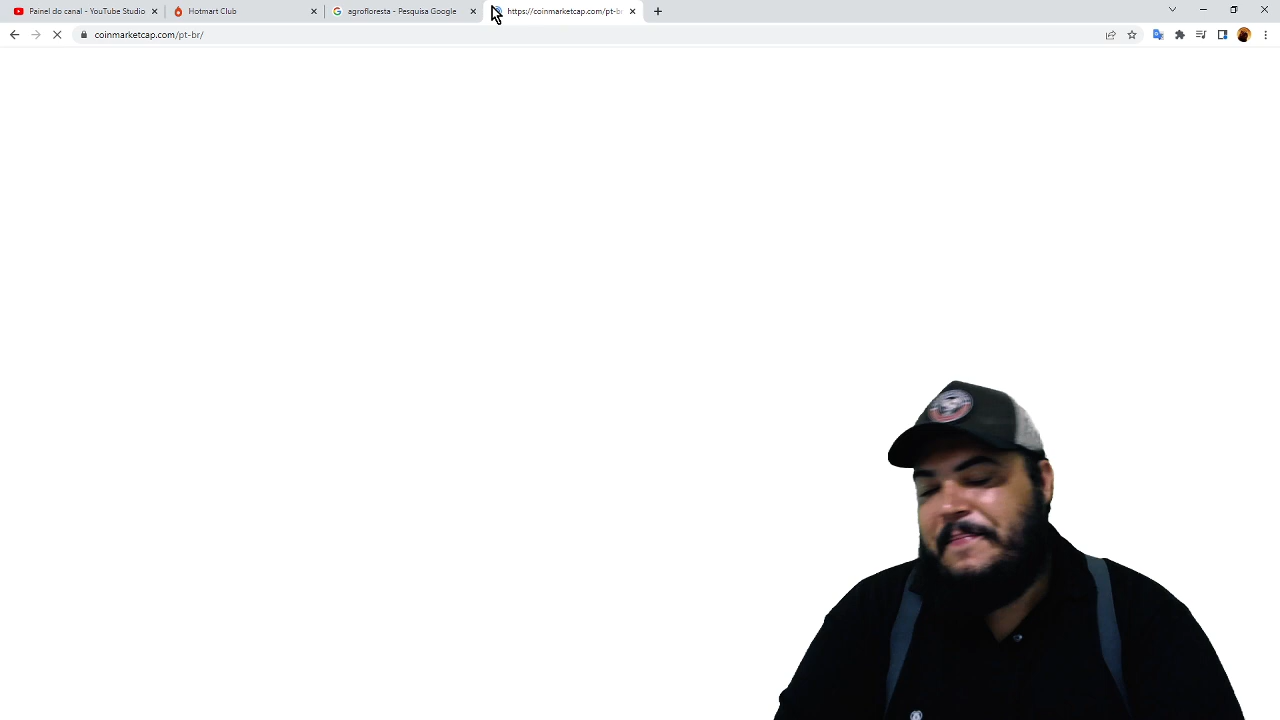 Painel do canal - YouTube Studio
Hotmart Club
agrofloresta - Pesquisa Google
https://coinmarketcap.com/pt-br
coinmarketcap.com/pt-br/